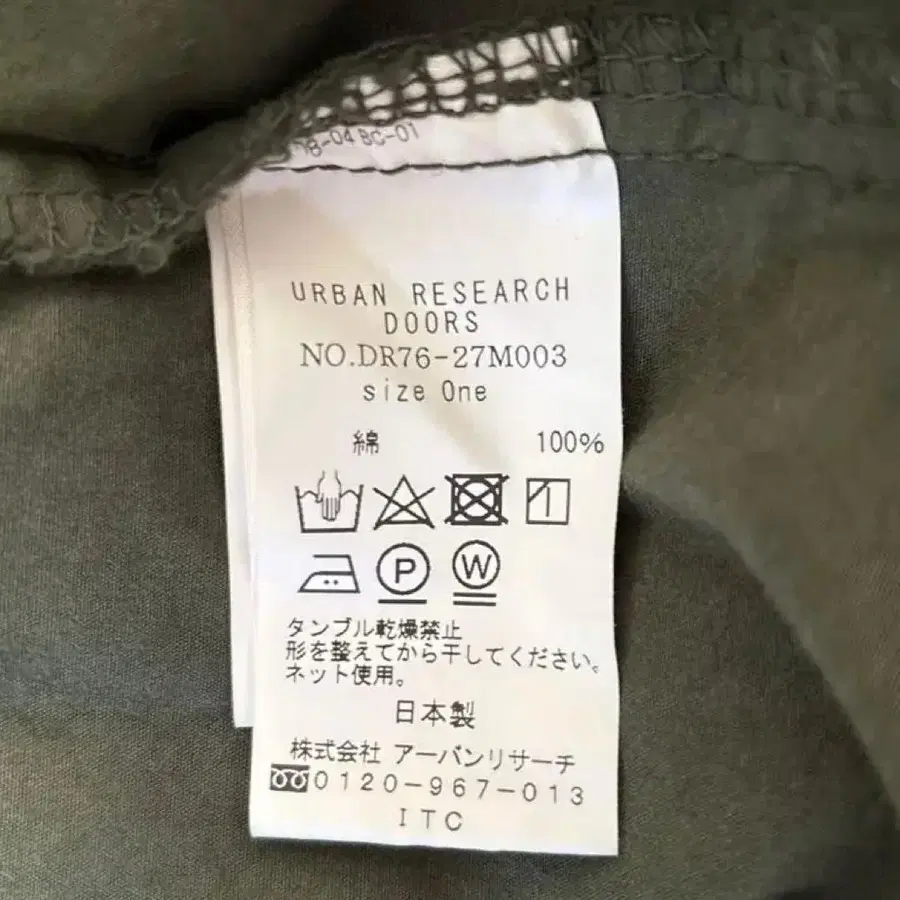 BC-01
URBAN RESEARCH
DOORS
NO.DR76-27M003
size One
綿 100%
P W
タンブル乾燥禁止
形を整えてから干してください。
ネット使用。
日本製
株式会社 アーバンリサーチ
0120-967-013
ITC